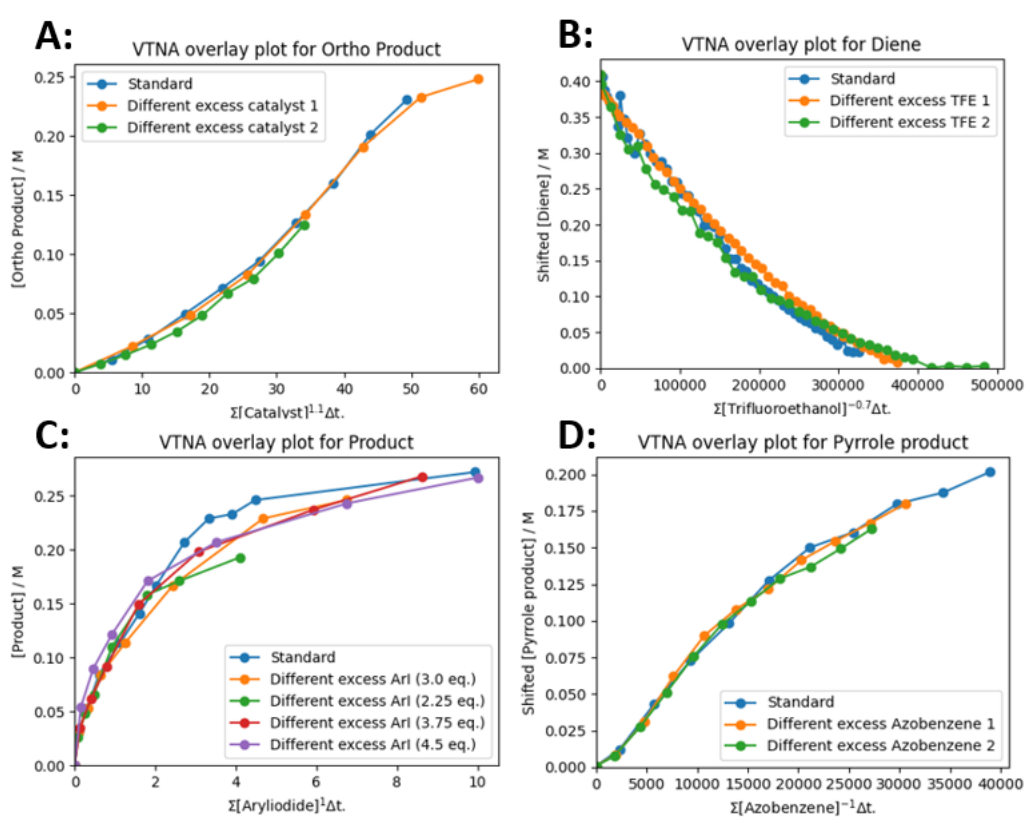 A:
VTNA overlay plot for Ortho Product
[Ortho Product] / M
0.25
0.20
0.15
0.10
0.05
0.00
Standard
Different excess catalyst 1
Different excess catalyst 2
0 10 20 30 40 50 60
Σ[Catalyst]^1.1Δt.
B:
VTNA overlay plot for Diene
Shifted [Diene] / M
0.40
0.35
0.30
0.25
0.20
0.15
0.10
0.05
0.00
Standard
Different excess TFE 1
Different excess TFE 2
0 100000 200000 300000 400000 500000
Σ[Trifluoroethanol]^−0.7Δt.
C:
VTNA overlay plot for Product
[Product] / M
0.25
0.20
0.15
0.10
0.05
0.00
Standard
Different excess ArI (3.0 eq.)
Different excess ArI (2.25 eq.)
Different excess ArI (3.75 eq.)
Different excess ArI (4.5 eq.)
0 2 4 6 8 10
Σ[Aryliodide]^1Δt.
D:
VTNA overlay plot for Pyrrole product
Shifted [Pyrrole product] / M
0.200
0.175
0.150
0.125
0.100
0.075
0.050
0.025
0.000
Standard
Different excess Azobenzene 1
Different excess Azobenzene 2
0 5000 10000 15000 20000 25000 30000 35000 40000
Σ[Azobenzene]^−1Δt.